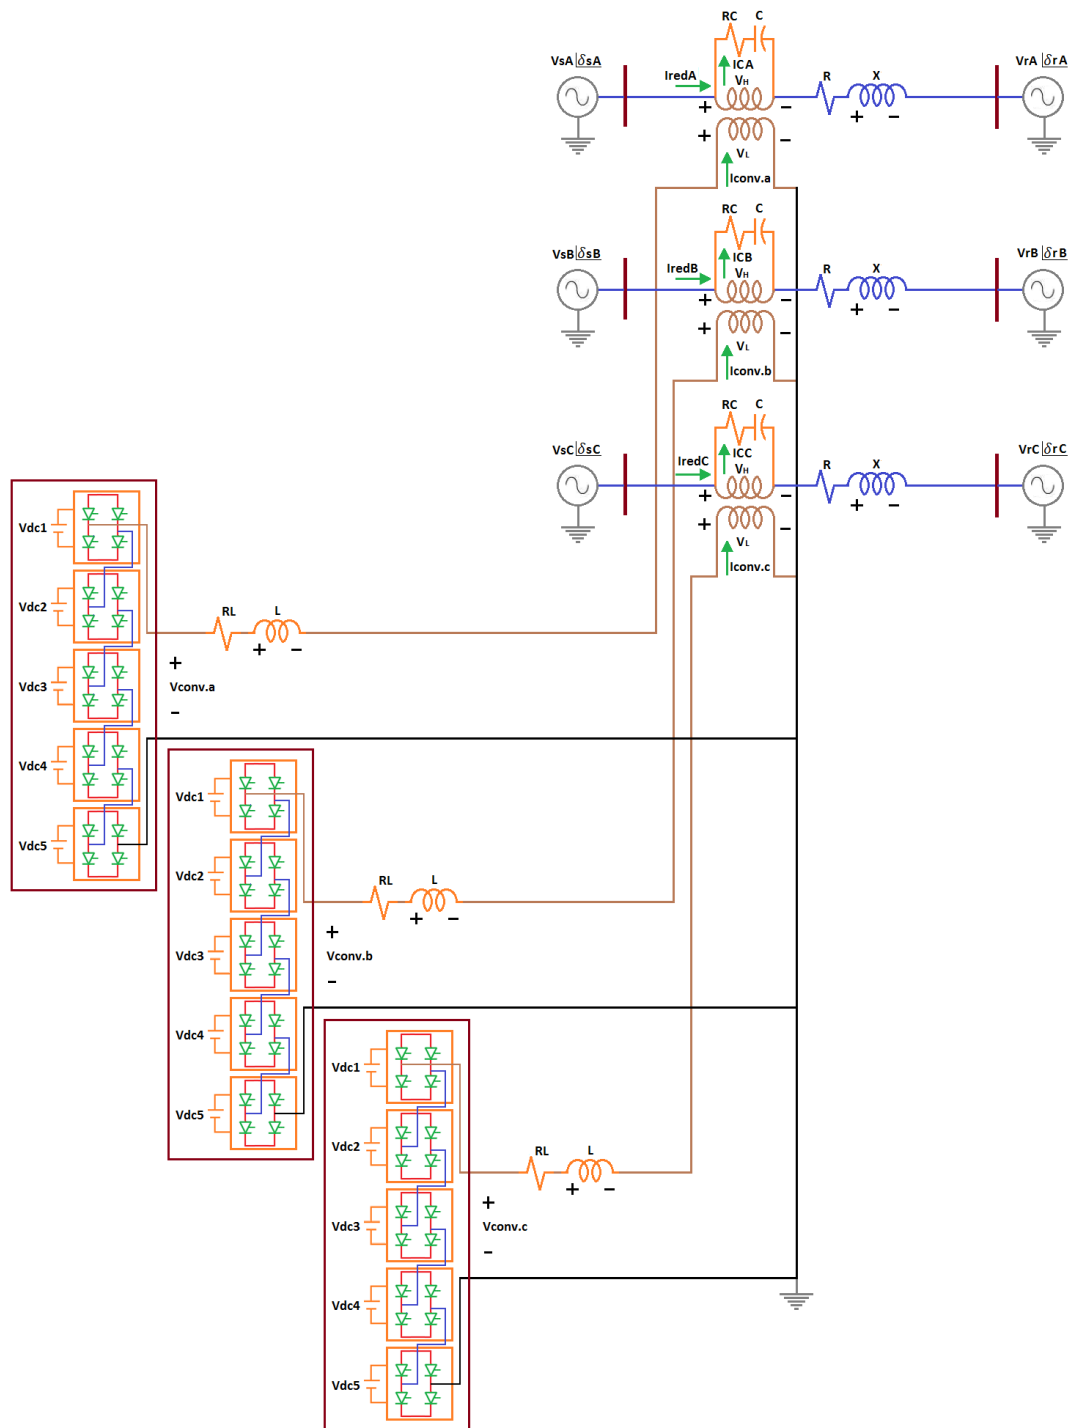 RC C
VsA|δsA
IredA
ICA
VH
R X
VrA|δrA
+ -
+ -
+ -
VL
Iconv.a
RC C
VsB|δsB
IredB
ICB
VH
R X
VrB|δrB
+ -
+ -
+ -
VL
Iconv.b
RC C
VsC|δsC
IredC
ICC
VH
R X
VrC|δrC
+ -
+ -
+ -
VL
Iconv.c
Vdc1
Vdc2
Vdc3
Vdc4
Vdc5
RL L
+ -
+
Vconv.a
-
Vdc1
Vdc2
Vdc3
Vdc4
Vdc5
RL L
+ -
+
Vconv.b
-
Vdc1
Vdc2
Vdc3
Vdc4
Vdc5
RL L
+ -
+
Vconv.c
-